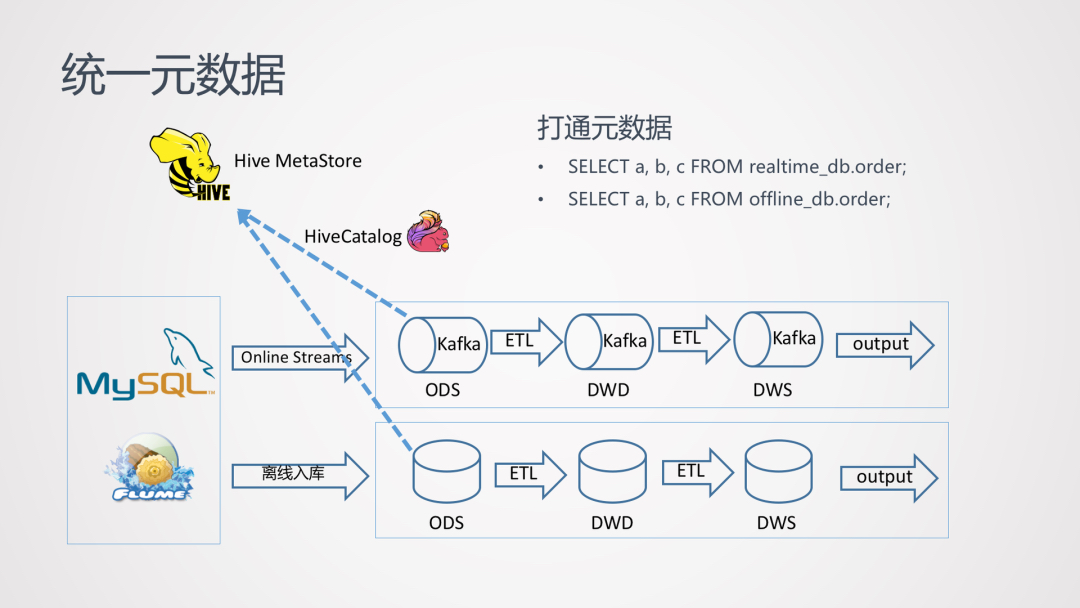 统一元数据
打通元数据
• SELECT a, b, c FROM realtime_db.order;
• SELECT a, b, c FROM offline_db.order;
HIVE
Hive MetaStore
HiveCatalog
MySQL™
FLUME
Online Streams
Kafka
ETL
Kafka
ETL
Kafka
output
ODS
DWD
DWS
离线入库
ETL
ETL
output
ODS
DWD
DWS